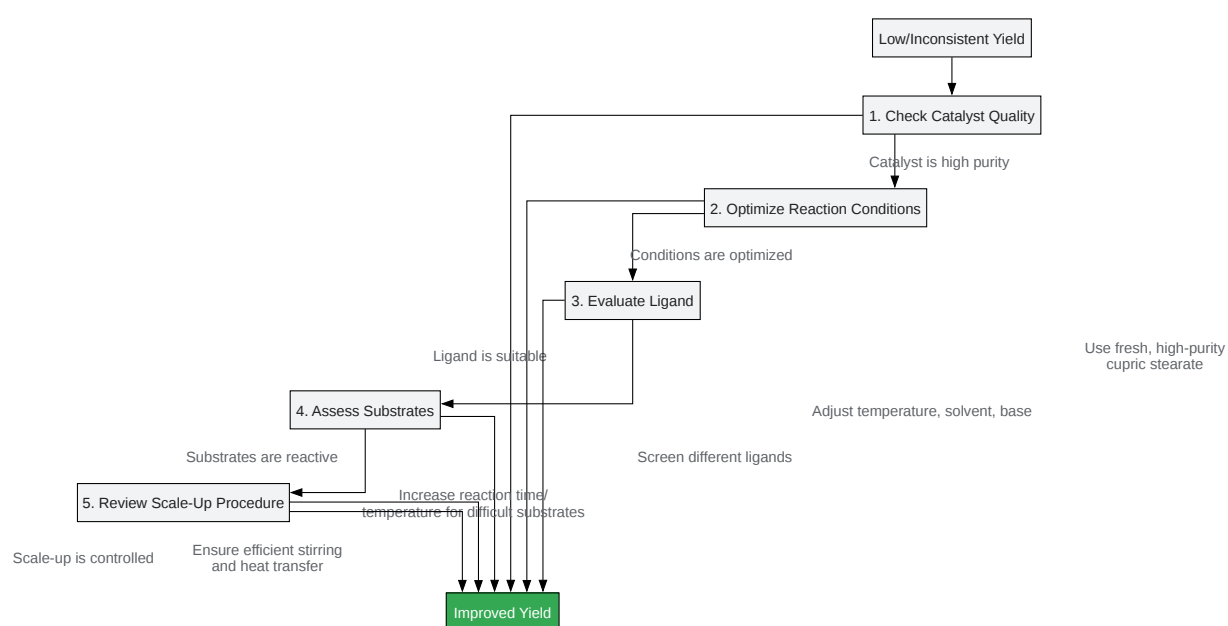 Low/Inconsistent Yield
1. Check Catalyst Quality
Catalyst is high purity
2. Optimize Reaction Conditions
Conditions are optimized
3. Evaluate Ligand
Ligand is suitable
Use fresh, high-purity
cupric stearate
4. Assess Substrates
Adjust temperature, solvent, base
Substrates are reactive
Screen different ligands
5. Review Scale-Up Procedure
Increase reaction time/
temperature for difficult substrates
Scale-up is controlled
Ensure efficient stirring
and heat transfer
Improved Yield